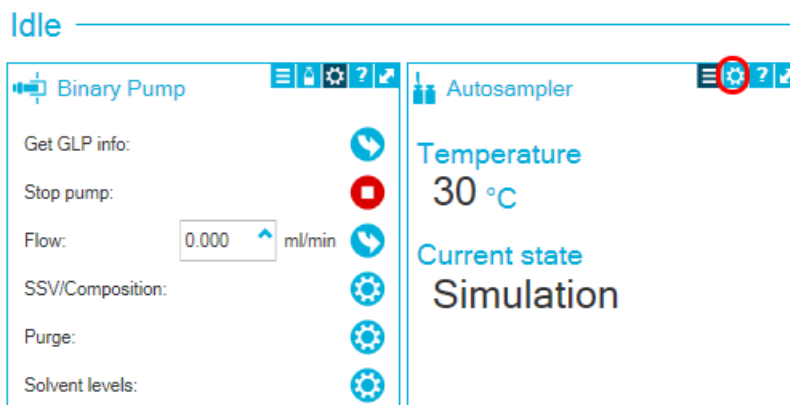 Idle
Binary Pump
?
Get GLP info:
Stop pump:
Flow: 0.000 ml/min
SSV/Composition:
Purge:
Solvent levels:
Autosampler
?
Temperature
30 °C
Current state
Simulation